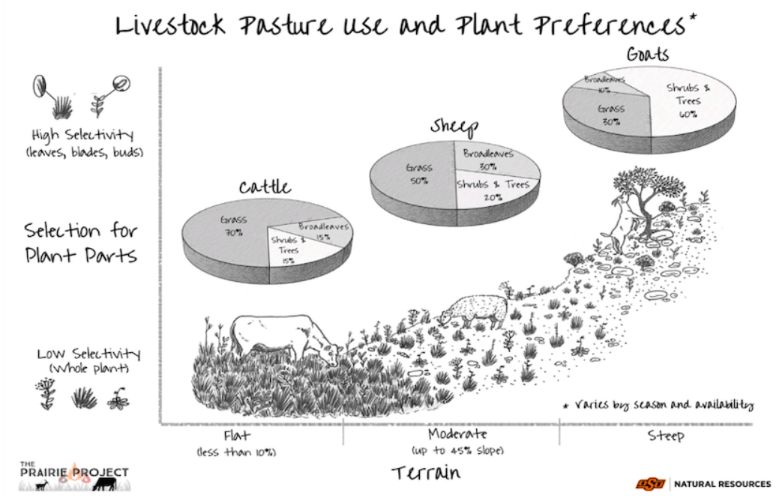 Livestock Pasture Use and Plant Preferences*
Goats
Broadleaves
10%
Shrubs &
Trees
60%
Grass
30%
High Selectivity
(leaves, blades, buds)
Sheep
Grass
50%
Broadleaves
30%
Shrubs & Trees
20%
Cattle
Grass
70%
Broadleaves
15%
Shrubs &
Trees
15%
Selection for
Plant Parts
Low Selectivity
(Whole plant)
* Varies by season and availability
Flat
(less than 10%)
Moderate
(up to 45% slope)
Steep
Terrain
THE
PRAIRIE PROJECT
OSU
NATURAL RESOURCES